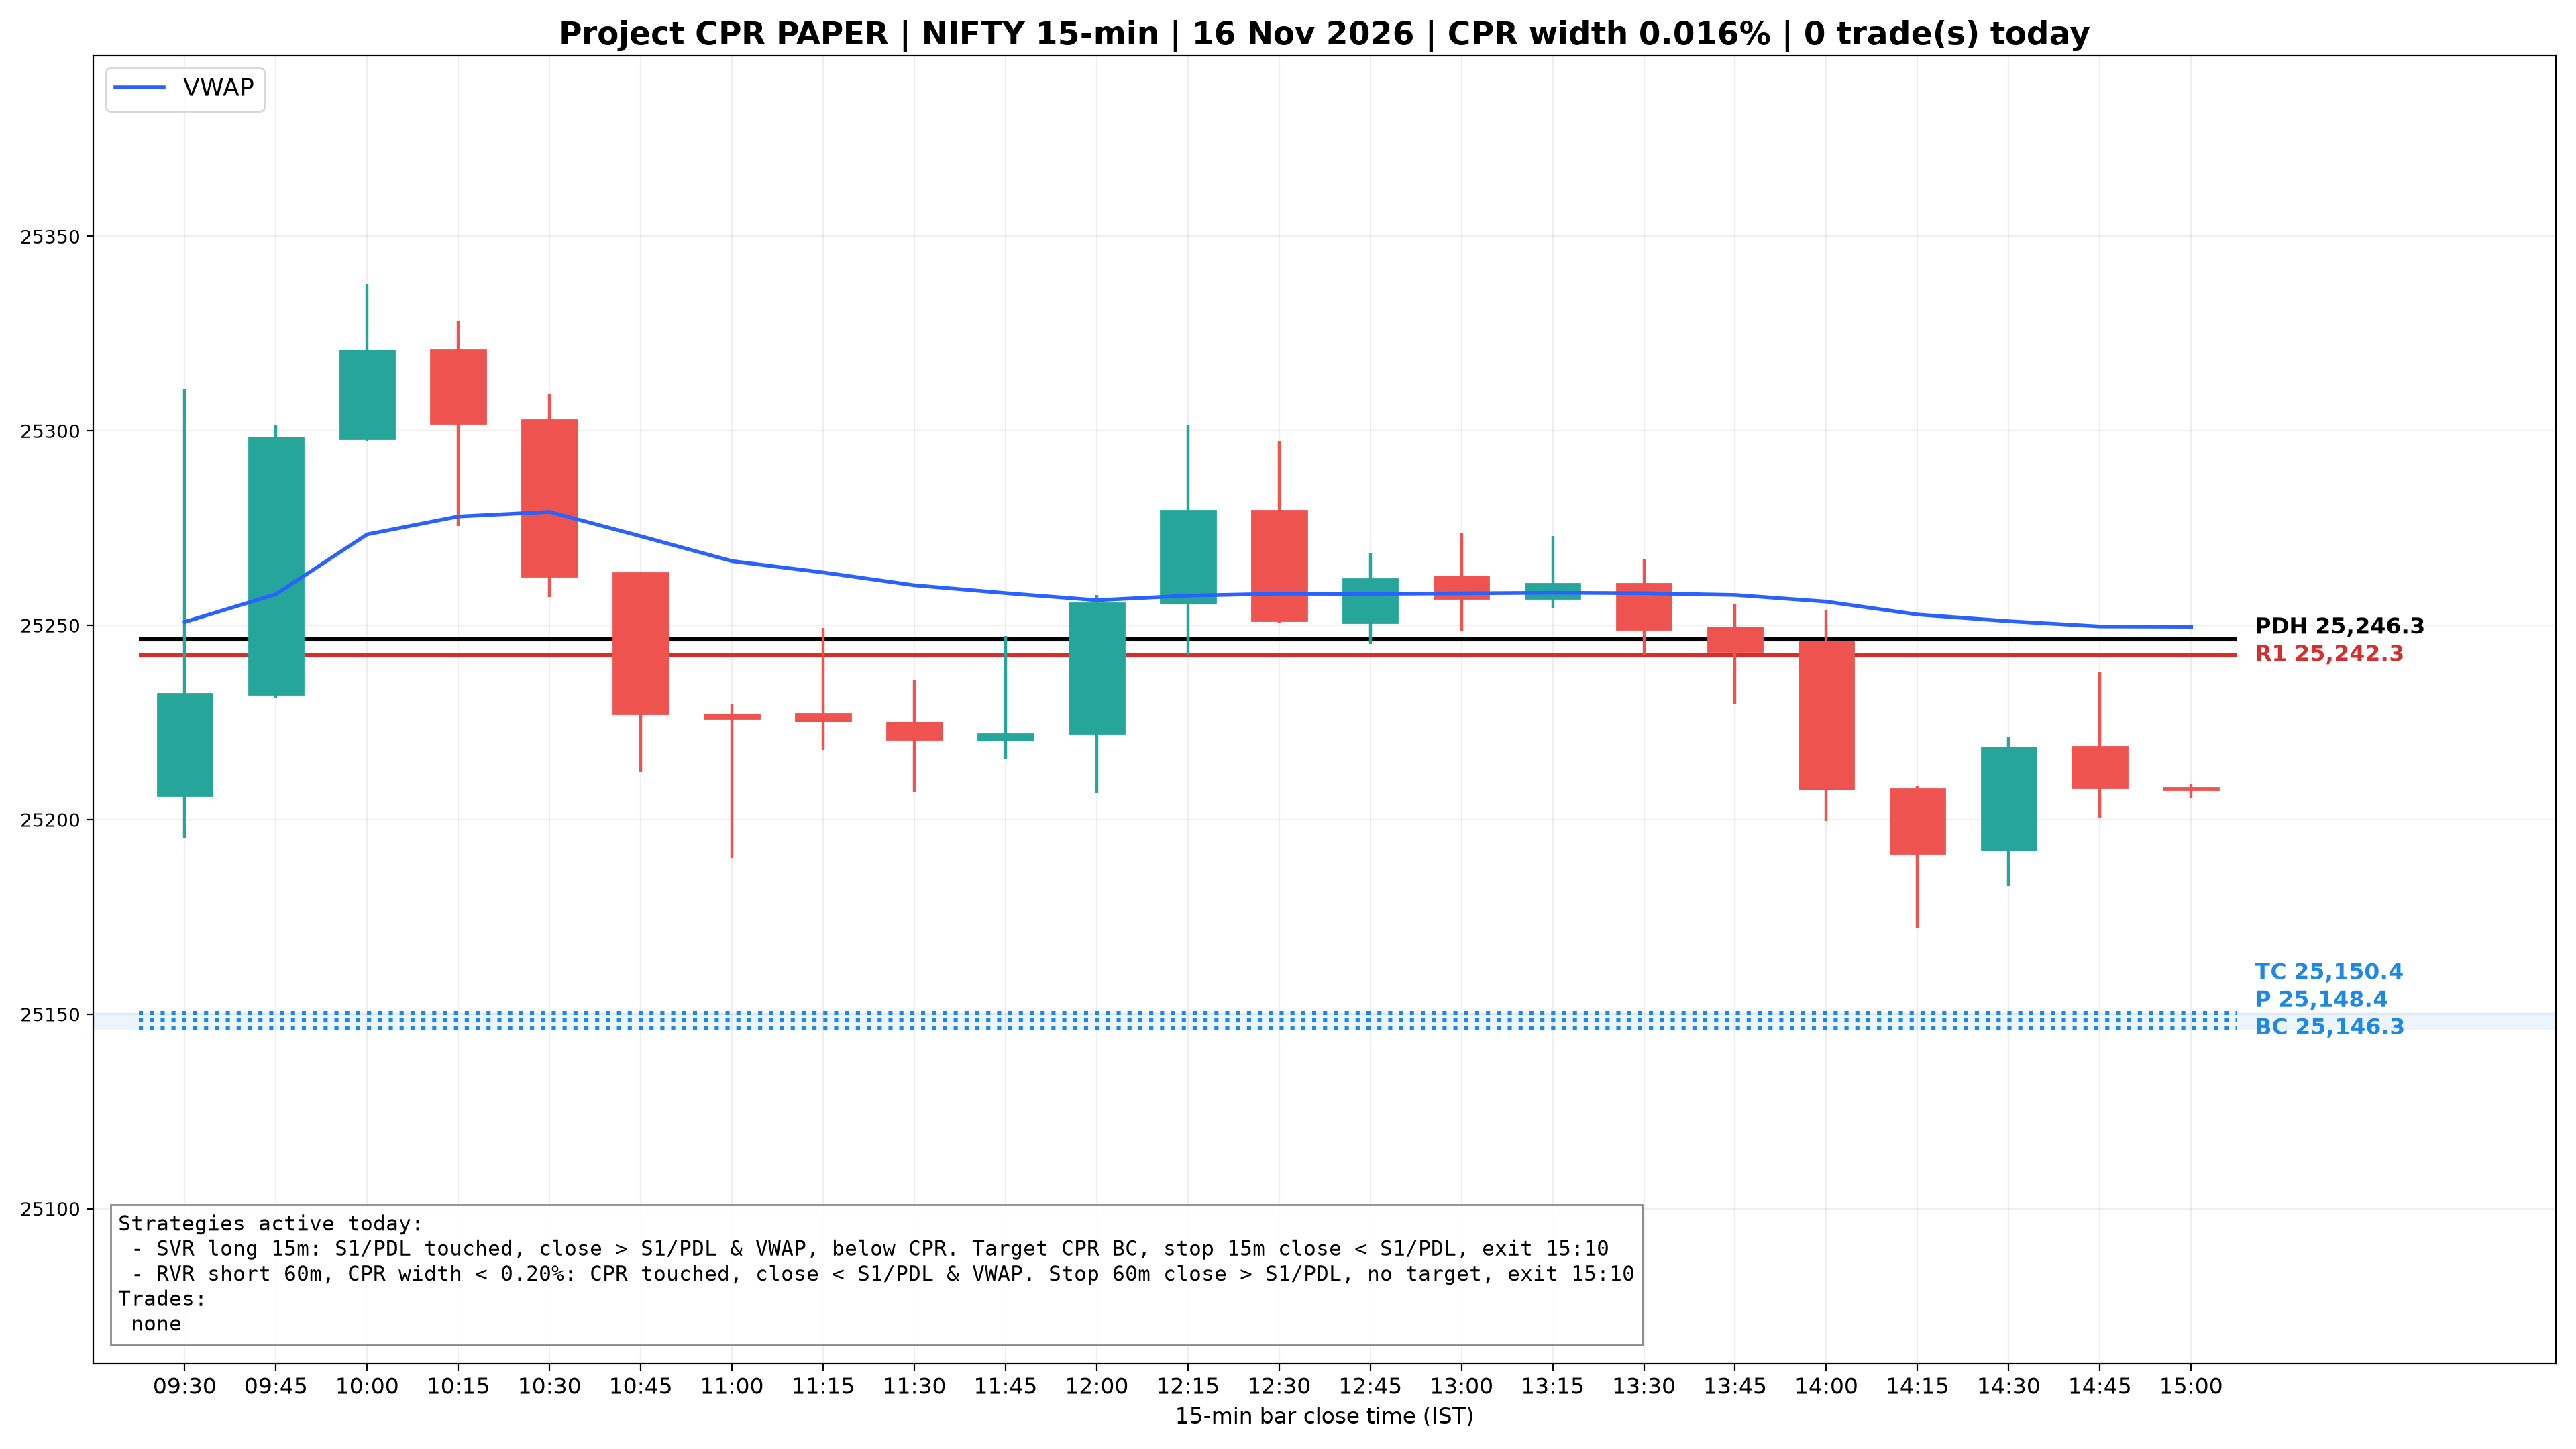 Project CPR PAPER | NIFTY 15-min | 16 Nov 2026 | CPR width 0.016% | 0 trade(s) today
VWAP
25350
25300
25250
25200
25150
25100
PDH 25,246.3
R1 25,242.3
TC 25,150.4
P 25,148.4
BC 25,146.3
Strategies active today:
- SVR long 15m: S1/PDL touched, close > S1/PDL & VWAP, below CPR. Target CPR BC, stop 15m close < S1/PDL, exit 15:10
- RVR short 60m, CPR width < 0.20%: CPR touched, close < S1/PDL & VWAP. Stop 60m close > S1/PDL, no target, exit 15:10
Trades:
none
09:30 09:45 10:00 10:15 10:30 10:45 11:00 11:15 11:30 11:45 12:00 12:15 12:30 12:45 13:00 13:15 13:30 13:45 14:00 14:15 14:30 14:45 15:00
15-min bar close time (IST)